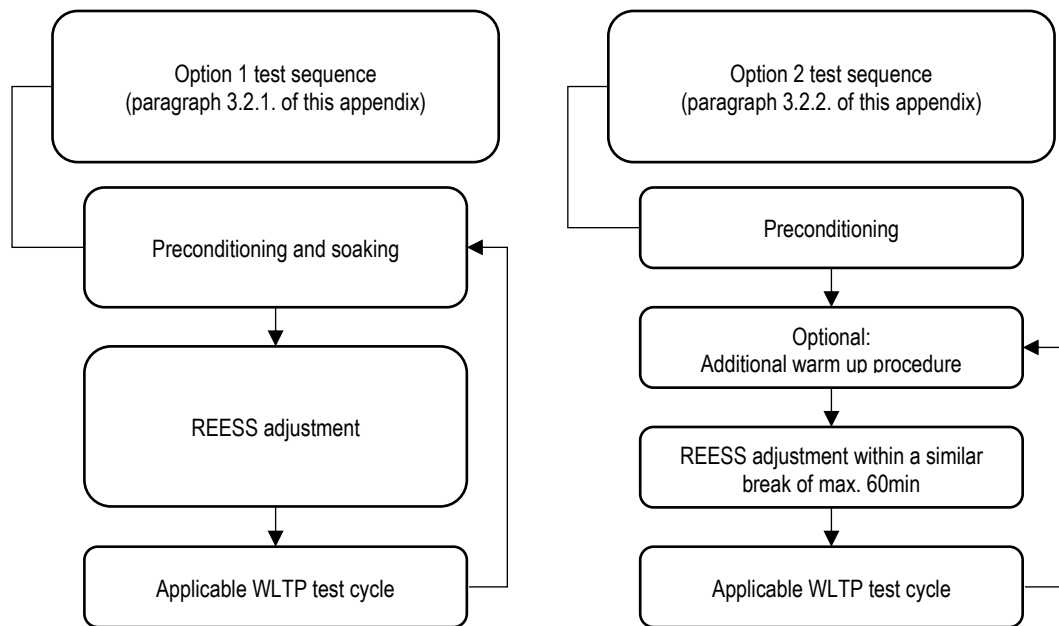 Option 1 test sequence
(paragraph 3.2.1. of this appendix)
Preconditioning and soaking
REESS adjustment
Applicable WLTP test cycle
Option 2 test sequence
(paragraph 3.2.2. of this appendix)
Preconditioning
Optional:
Additional warm up procedure
REESS adjustment within a similar
break of max. 60min
Applicable WLTP test cycle